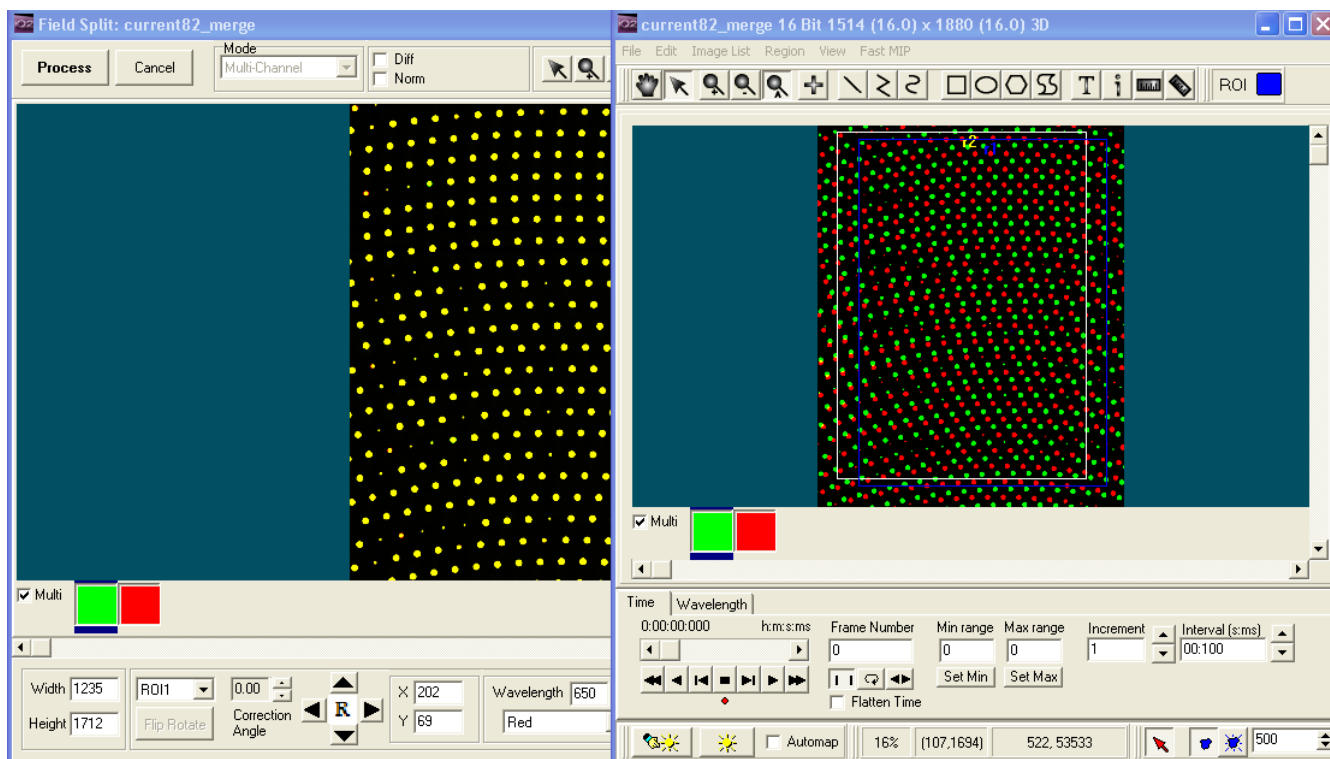 Field Split: current82_merge
Process
Cancel
Mode
Multi-Channel
Diff
Norm
Multi
Width 1235
Height 1712
ROI1
Flip Rotate
0.00
Correction
Angle
R
X 202
Y 69
Wavelength 650
Red
current82_merge 16 Bit 1514 (16.0) x 1880 (16.0) 3D
File Edit Image List Region View Fast MIP
T i ROI
r2
Multi
Time Wavelength
0:00:00:000 h:m:s:ms Frame Number Min range Max range Increment Interval (s:ms)
0 0 0 1 00:100
Set Min Set Max
Flatten Time
Automap 16% (107,1694) 522, 53533 500